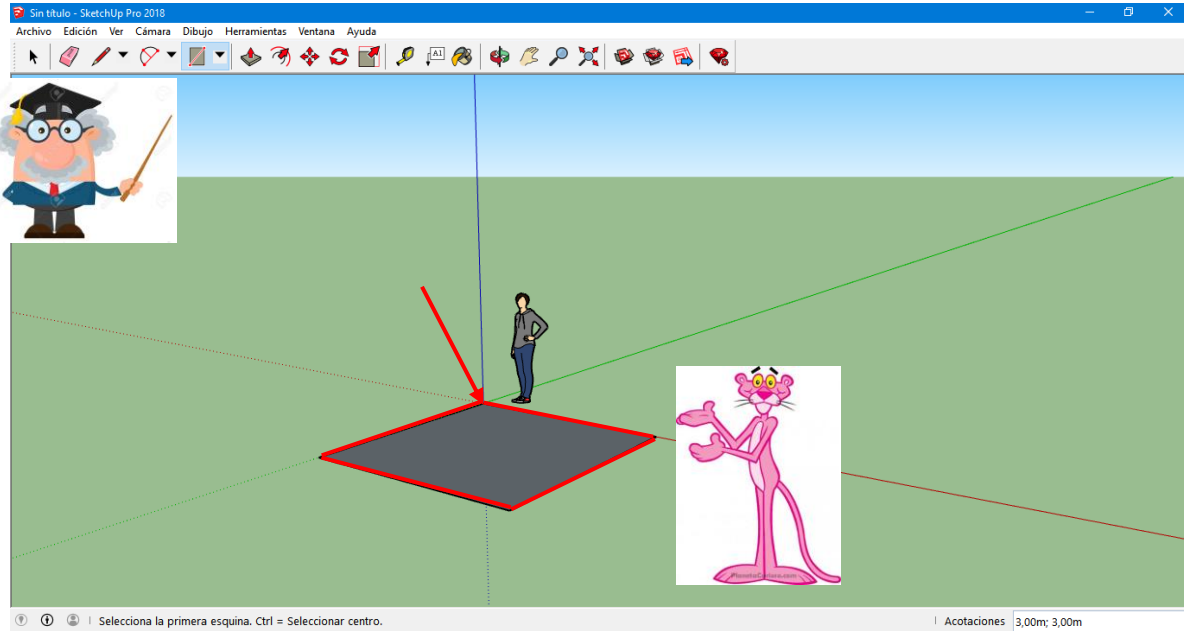 Sin título - SketchUp Pro 2018
Archivo Edición Ver Cámara Dibujo Herramientas Ventana Ayuda
A1
Selecciona la primera esquina. Ctrl = Seleccionar centro.
Acotaciones 3,00m; 3,00m